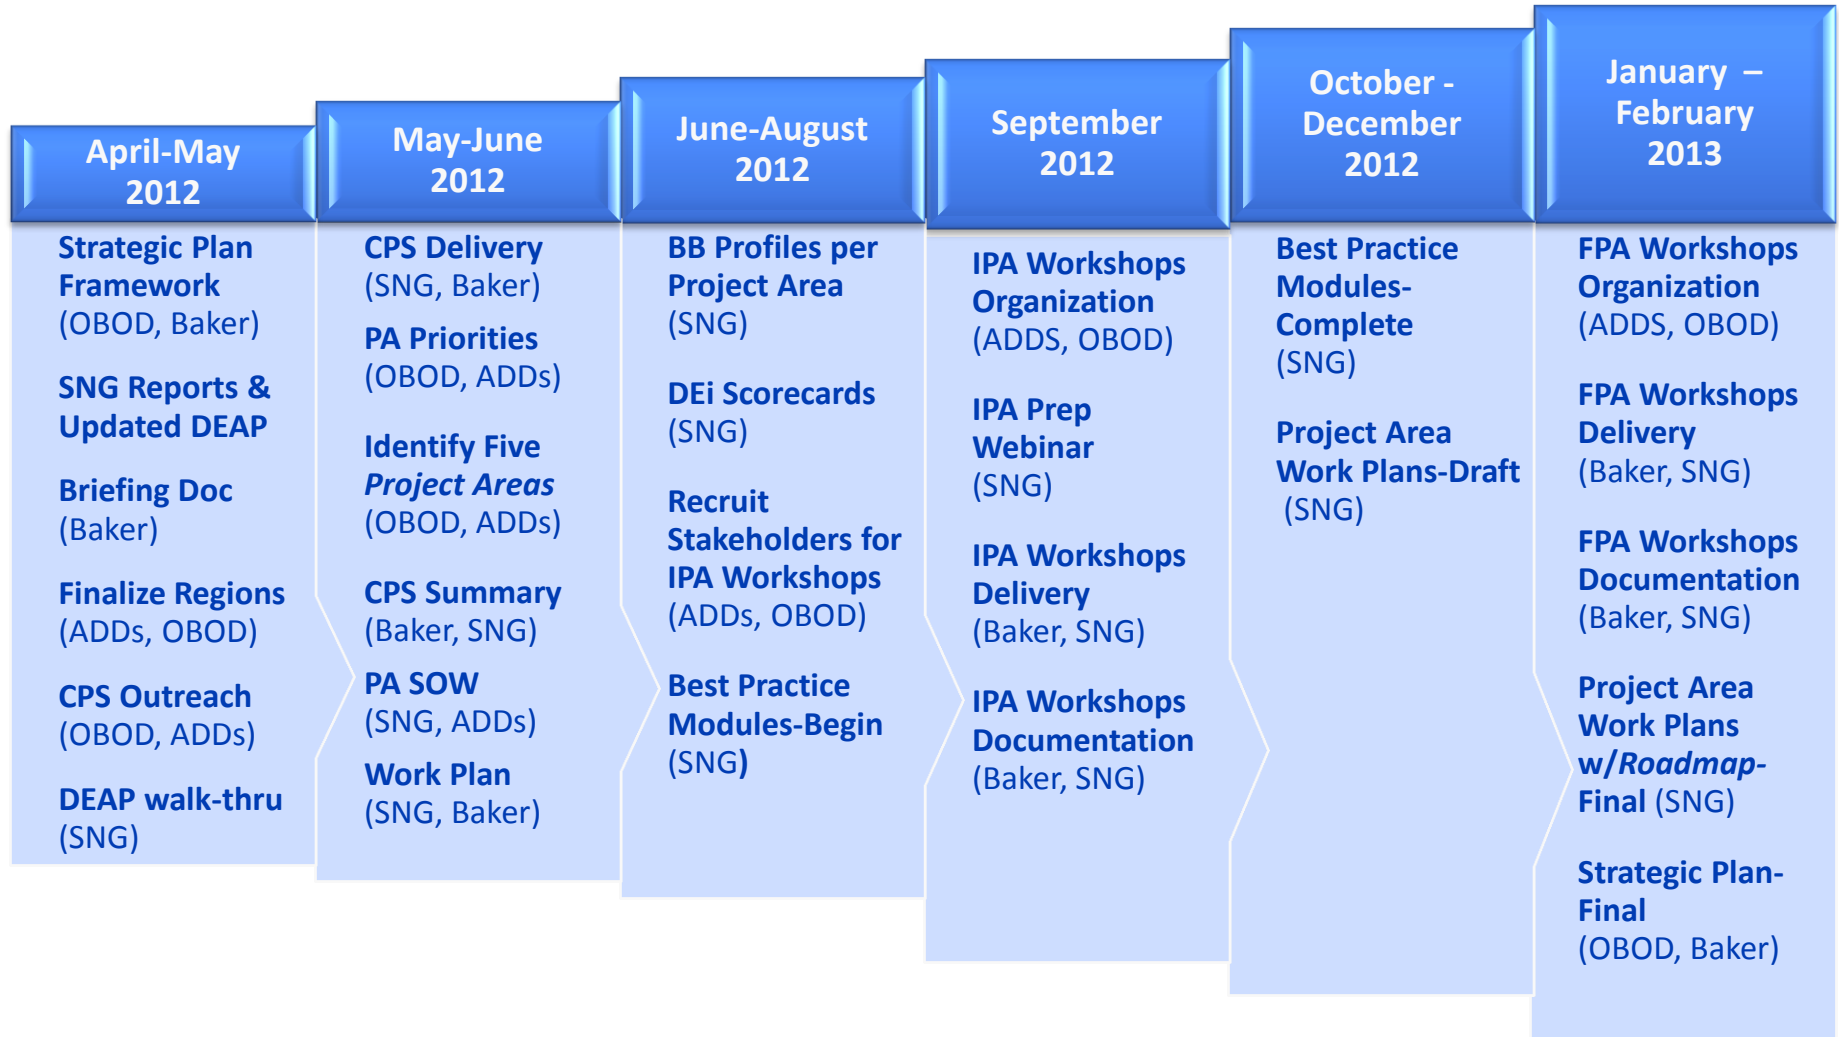 April-May
2012
Strategic Plan
Framework
(OBOD, Baker)
SNG Reports &
Updated DEAP
Briefing Doc
(Baker)
Finalize Regions
(ADDs, OBOD)
CPS Outreach
(OBOD, ADDs)
DEAP walk-thru
(SNG)
May-June
2012
CPS Delivery
(SNG, Baker)
PA Priorities
(OBOD, ADDs)
Identify Five
Project Areas
(OBOD, ADDs)
CPS Summary
(Baker, SNG)
PA SOW
(SNG, ADDs)
Work Plan
(SNG, Baker)
June-August
2012
BB Profiles per
Project Area
(SNG)
DEi Scorecards
(SNG)
Recruit
Stakeholders for
IPA Workshops
(ADDs, OBOD)
Best Practice
Modules-Begin
(SNG)
September
2012
IPA Workshops
Organization
(ADDS, OBOD)
IPA Prep
Webinar
(SNG)
IPA Workshops
Delivery
(Baker, SNG)
IPA Workshops
Documentation
(Baker, SNG)
October -
December
2012
Best Practice
Modules-
Complete
(SNG)
Project Area
Work Plans-Draft
(SNG)
January –
February
2013
FPA Workshops
Organization
(ADDS, OBOD)
FPA Workshops
Delivery
(Baker, SNG)
FPA Workshops
Documentation
(Baker, SNG)
Project Area
Work Plans
w/Roadmap-
Final (SNG)
Strategic Plan-
Final
(OBOD, Baker)